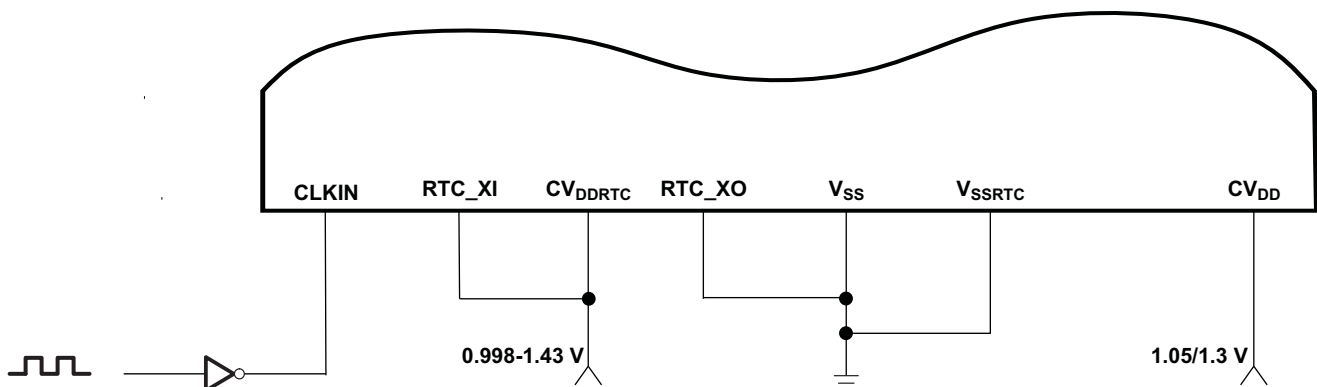 CLKIN
RTC_XI
CVDDRTC
RTC_XO
VSS
VSSRTC
CVDD
0.998-1.43 V
1.05/1.3 V